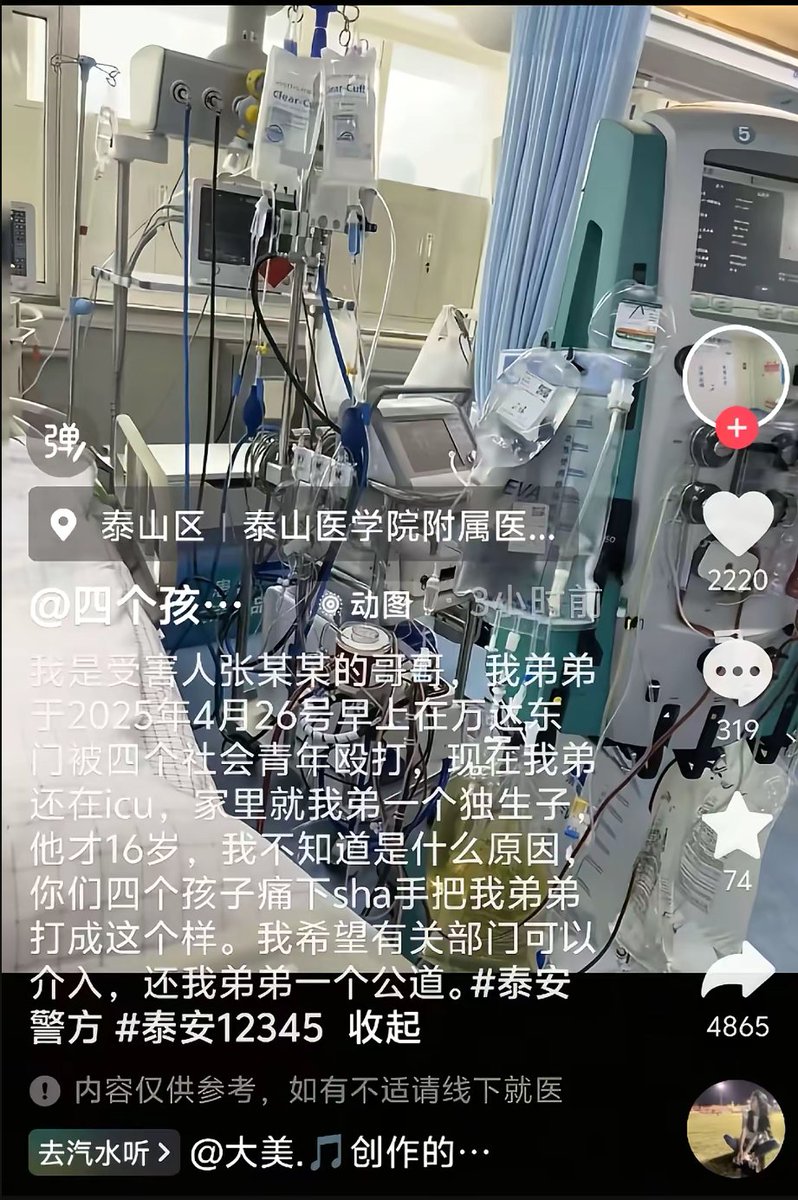 Clear-Cuff
5
EVA
弹
泰山区 泰山医学院附属医...
@四个孩... 动图 · 3小时前
我是受害人张某某的哥哥，我弟弟
于2025年4月26号早上在万达东
门被四个社会青年殴打，现在我弟
还在icu，家里就我弟一个独生子，
他才16岁，我不知道是什么原因，
你们四个孩子痛下sha手把我弟弟
打成这个样。我希望有关部门可以
介入，还我弟弟一个公道。#泰安
警方 #泰安12345 收起
2220
319
74
4865
内容仅供参考，如有不适请线下就医
去汽水听 > @大美.🎵创作的...